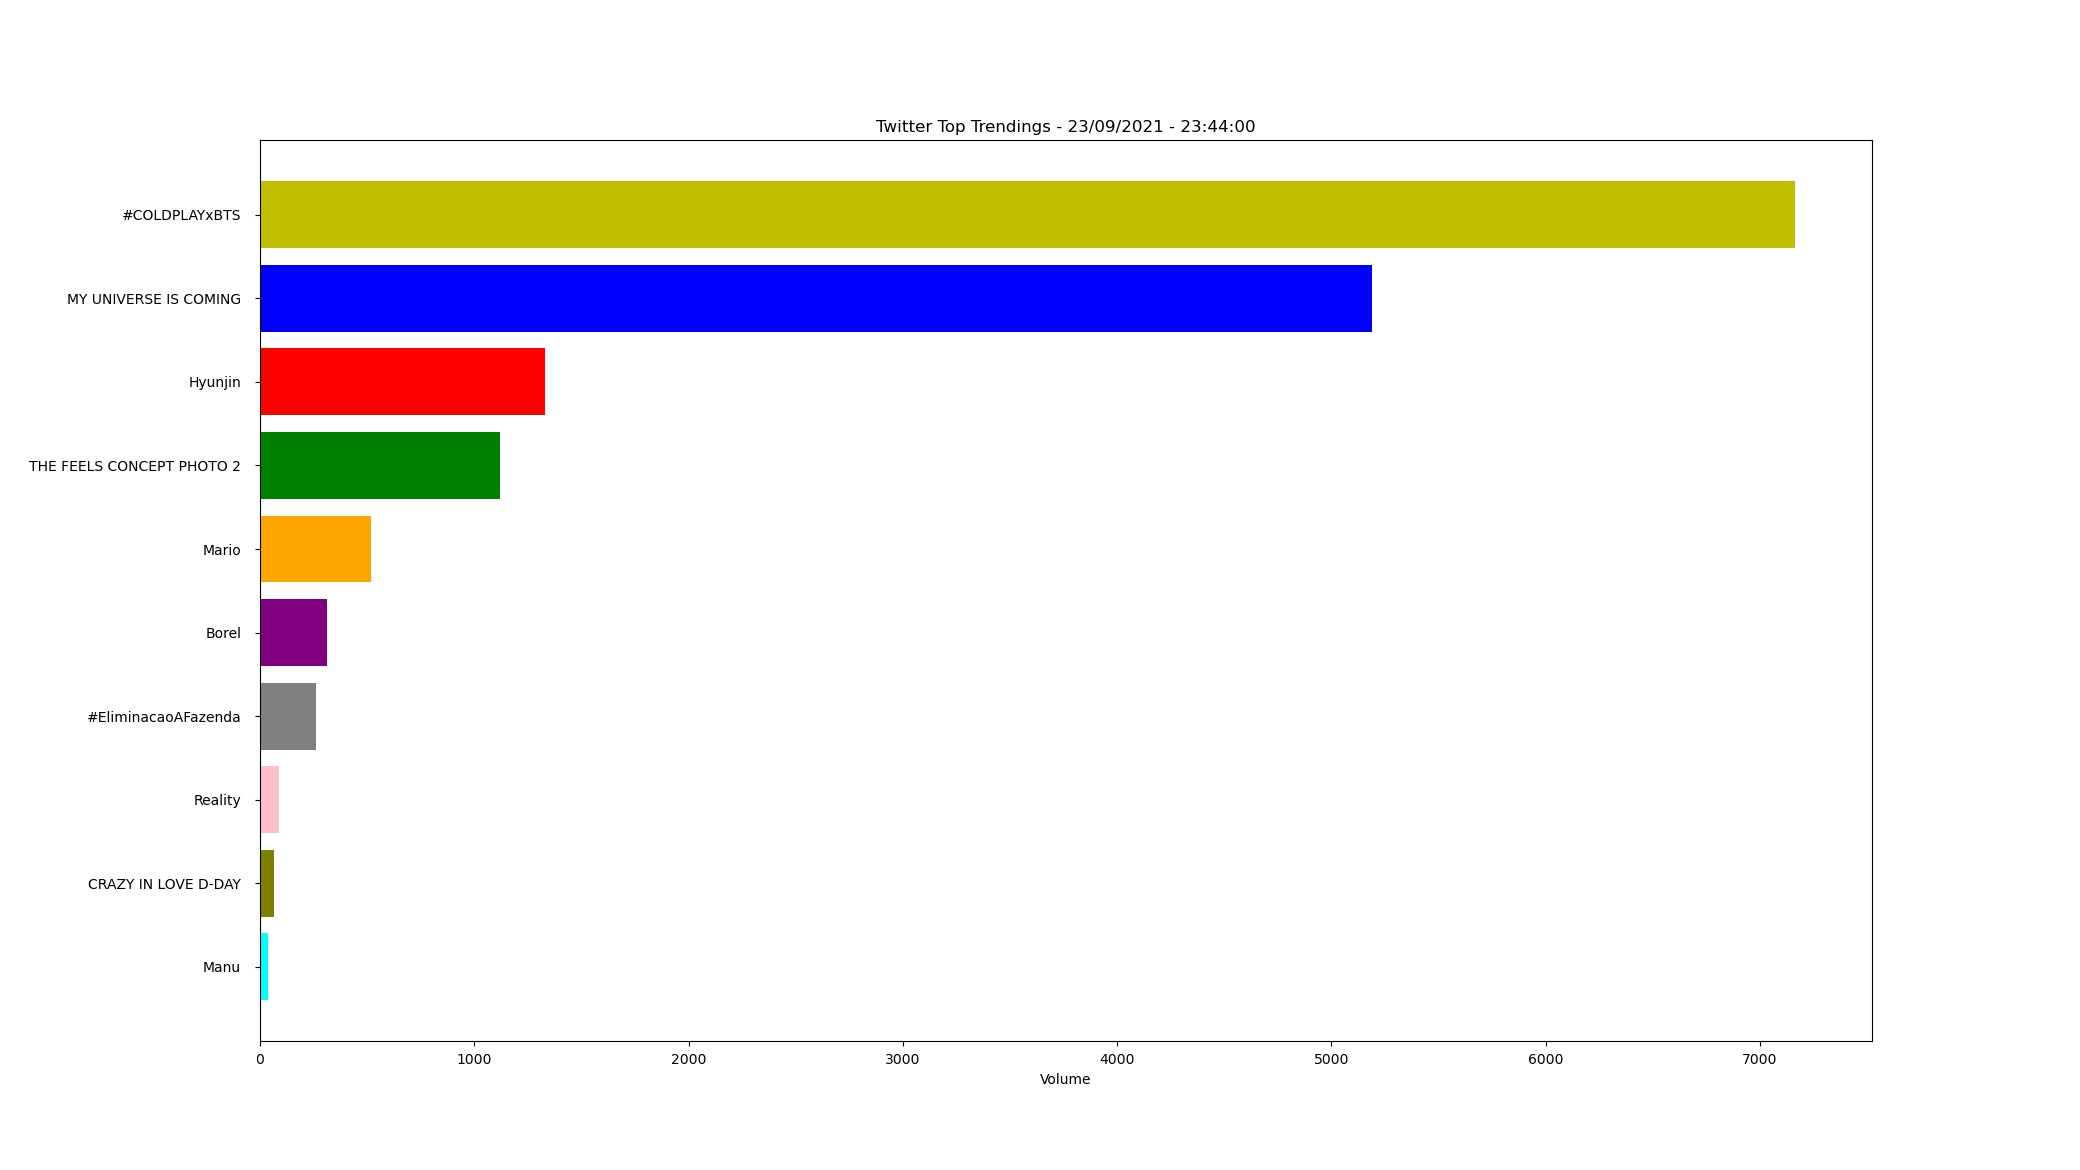 Twitter Top Trendings - 23/09/2021 - 23:44:00
#COLDPLAYxBTS
MY UNIVERSE IS COMING
Hyunjin
THE FEELS CONCEPT PHOTO 2
Mario
Borel
#EliminacaoAFazenda
Reality
CRAZY IN LOVE D-DAY
Manu
0 1000 2000 3000 4000 5000 6000 7000
Volume